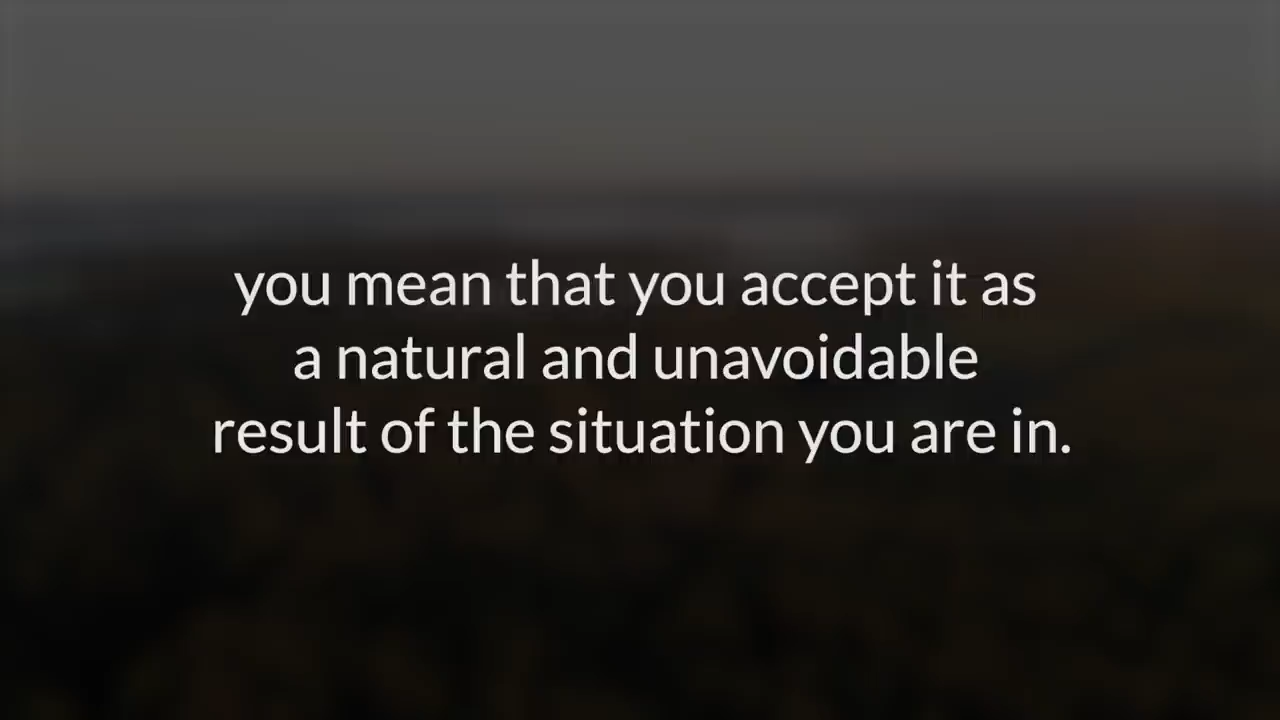 you mean that you accept it as
a natural and unavoidable
result of the situation you are in.